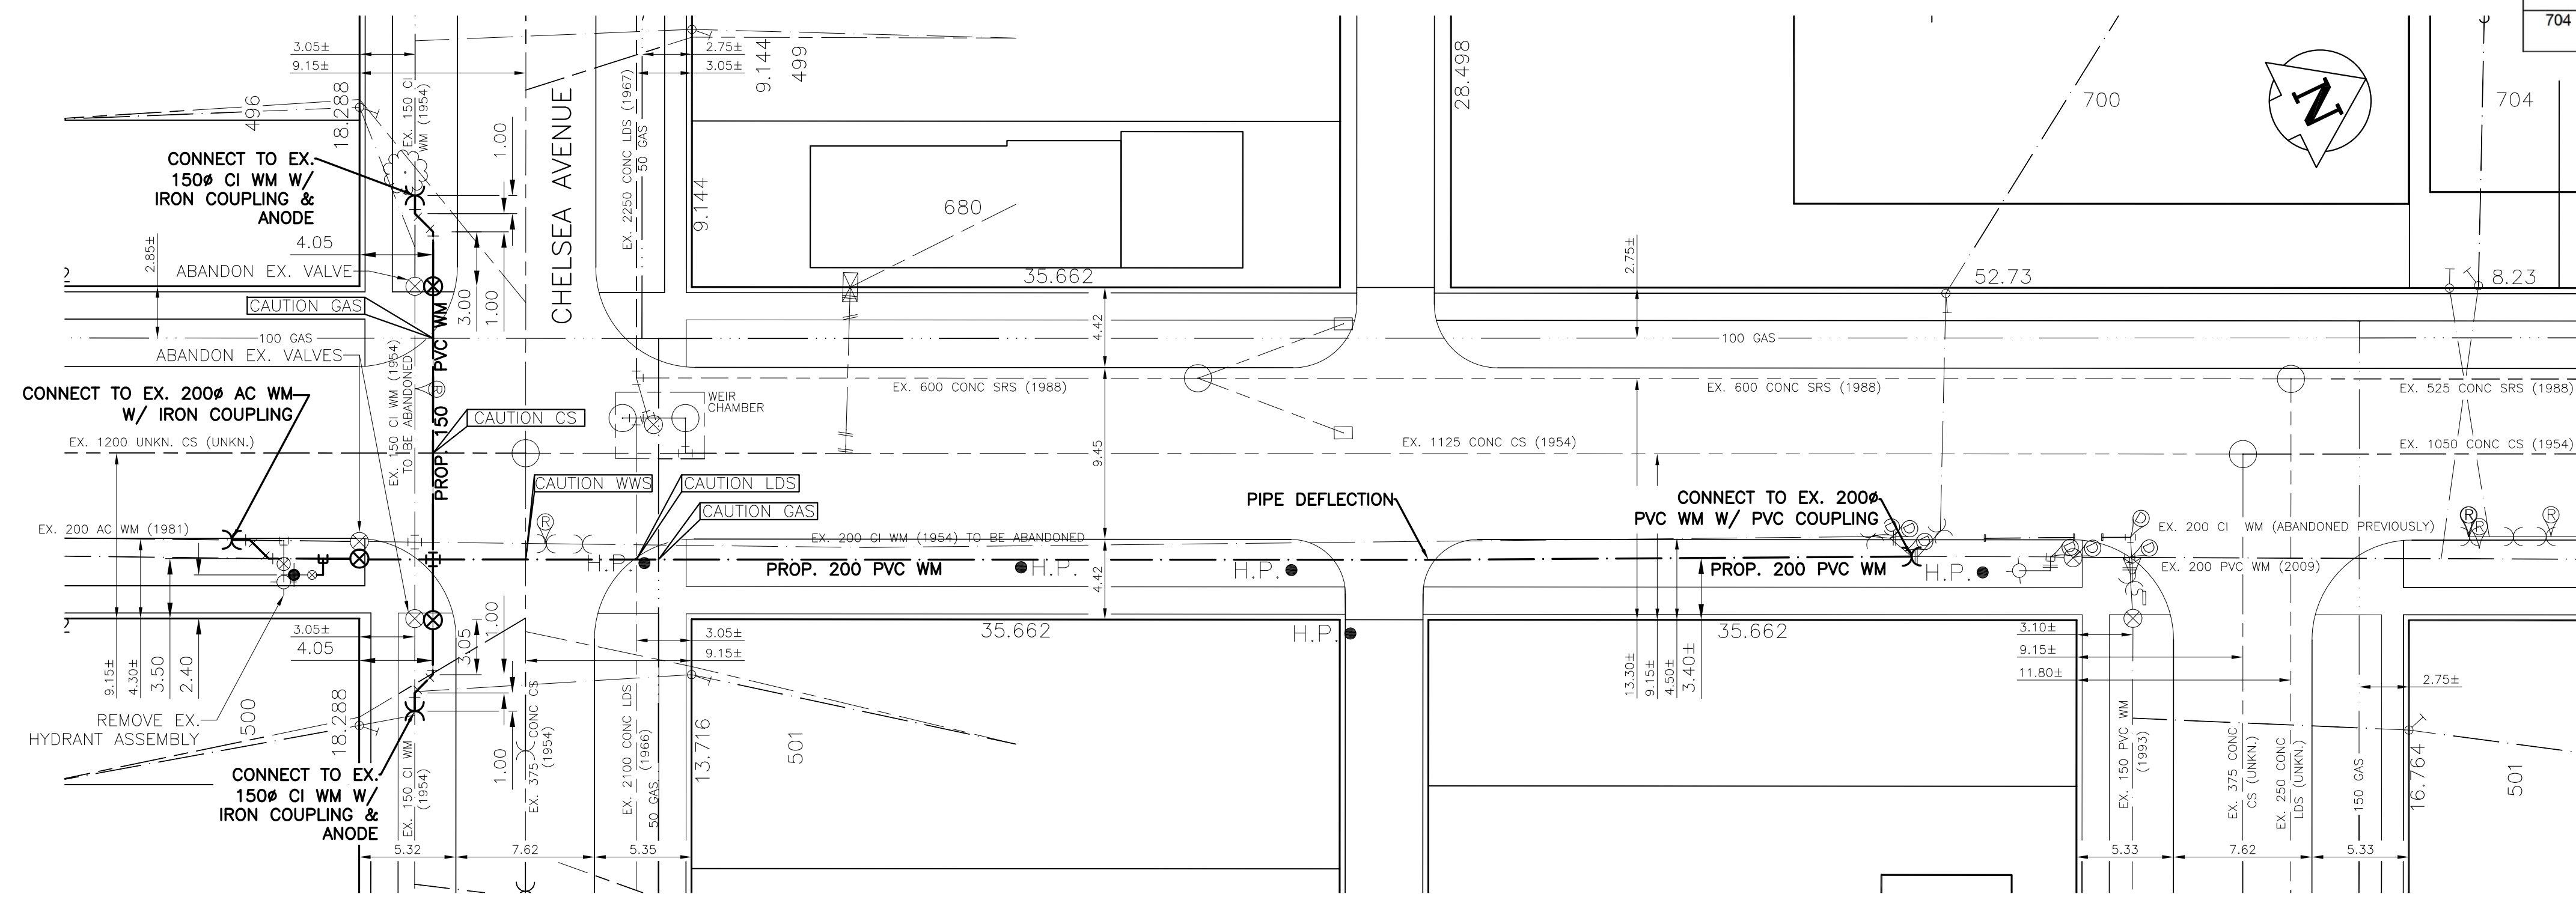 704
3.05±
9.15±
EX. 150 CI
WM (1954)
2.75±
3.05±
9.144
499
28.498
N
700
704
496
18.288
CHELSEA AVENUE
EX. 2250 CONC LDS (1967)
50 GAS
1.00
CONNECT TO EX.
150ø CI WM W/
IRON COUPLING &
ANODE
9.144
680
4.05
2.85±
ABANDON EX. VALVE
CAUTION GAS
3.00
1.00
35.662
2.75±
52.73
8.23
100 GAS
ABANDON EX. VALVES
100 GAS
4.42
CONNECT TO EX. 200ø AC WM
W/ IRON COUPLING
EX. 150 CI WM (1954)
TO BE ABANDONED
PROP. 150 PVC WM
R
EX. 600 CONC SRS (1988)
EX. 600 CONC SRS (1988)
EX. 525 CONC SRS (1988)
WEIR
CHAMBER
CAUTION CS
EX. 1200 UNKN. CS (UNKN.)
EX. 1125 CONC CS (1954)
EX. 1050 CONC CS (1954)
9.45
CAUTION WWS
CAUTION LDS
CAUTION GAS
PIPE DEFLECTION
CONNECT TO EX. 200ø
PVC WM W/ PVC COUPLING
EX. 200 AC WM (1981)
R
EX. 200 CI WM (1954) TO BE ABANDONED
D
D
D
EX. 200 CI WM (ABANDONED PREVIOUSLY)
R
R
R
D
D
D
H.P.
PROP. 200 PVC WM
H.P.
H.P.
PROP. 200 PVC WM
H.P.
EX. 200 PVC WM (2009)
4.42
3.05±
4.05
3.05
1.00
3.05±
9.15±
35.662
H.P.
35.662
3.10±
9.15±
11.80±
2.75±
9.15±
4.30±
3.50
2.40
13.30±
9.15±
4.50±
3.40±
REMOVE EX.
HYDRANT ASSEMBLY
500
18.288
1.00
EX. 150 CI WM
(1954)
EX. 375 CONC CS
(1954)
EX. 2100 CONC LDS
(1966)
50 GAS
13.716
501
EX. 150 PVC WM
(1993)
EX. 375 CONC
CS (UNKN.)
EX. 250 CONC
LDS (UNKN.)
150 GAS
16.764
501
CONNECT TO EX.
150ø CI WM W/
IRON COUPLING &
ANODE
5.32
7.62
5.35
5.33
7.62
5.33